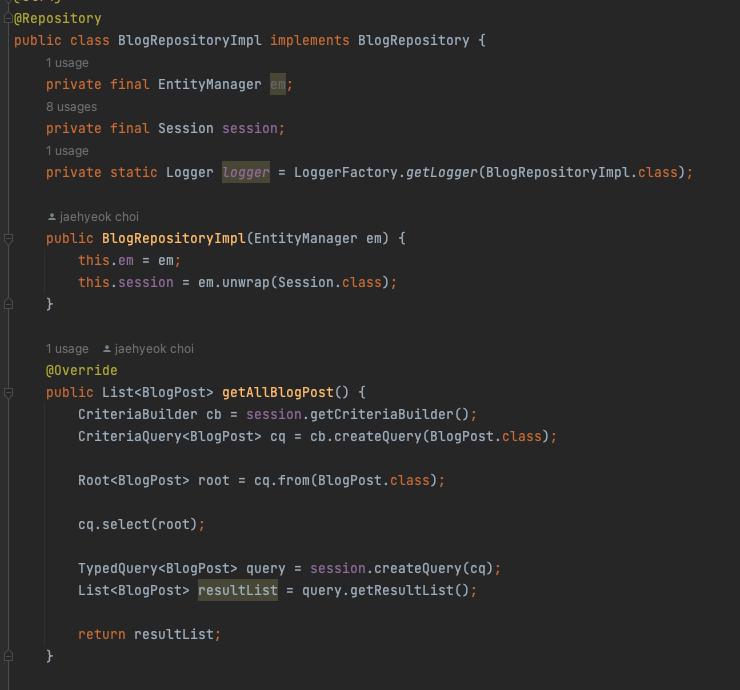 @Repository
public class BlogRepositoryImpl implements BlogRepository {
1 usage
private final EntityManager em;
8 usages
private final Session session;
1 usage
private static Logger logger = LoggerFactory.getLogger(BlogRepositoryImpl.class);
jaehyeok choi
public BlogRepositoryImpl(EntityManager em) {
this.em = em;
this.session = em.unwrap(Session.class);
}
1 usage jaehyeok choi
@Override
public List<BlogPost> getAllBlogPost() {
CriteriaBuilder cb = session.getCriteriaBuilder();
CriteriaQuery<BlogPost> cq = cb.createQuery(BlogPost.class);
Root<BlogPost> root = cq.from(BlogPost.class);
cq.select(root);
TypedQuery<BlogPost> query = session.createQuery(cq);
List<BlogPost> resultList = query.getResultList();
return resultList;
}